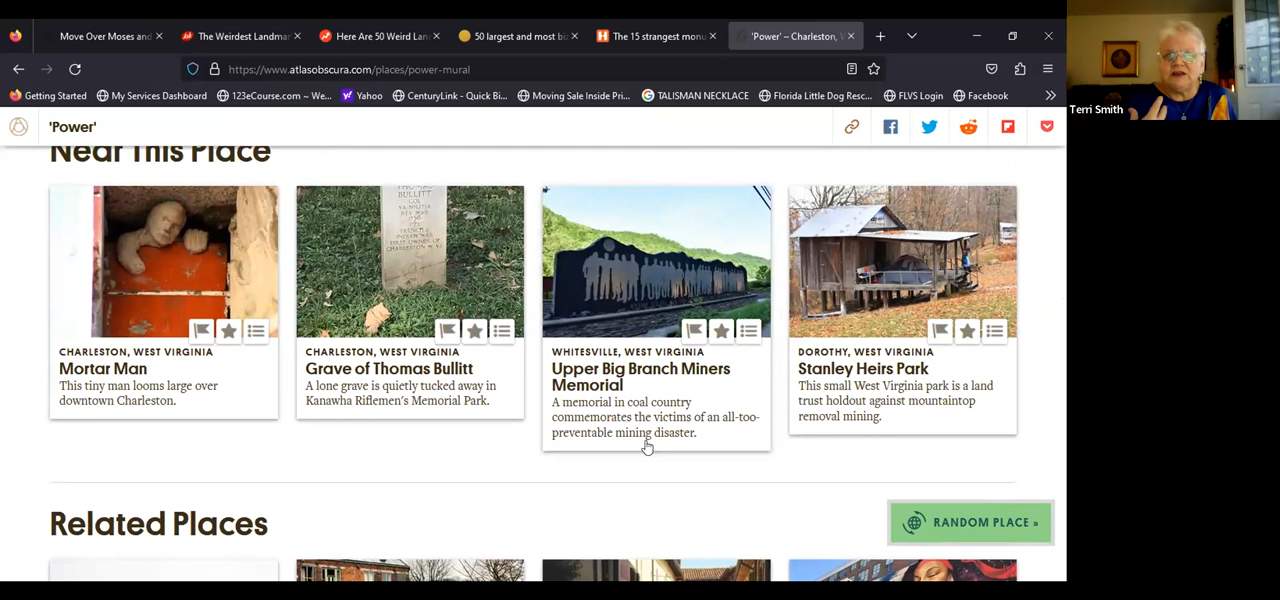 Move Over Moses and
The Weirdest Landmar
Here Are 50 Weird Lan
50 largest and most bi
The 15 strangest monu
'Power' – Charleston,
https://www.atlasobscura.com/places/power-mural
Getting Started
My Services Dashboard
123eCourse.com ~ We...
Yahoo
CenturyLink - Quick Bi...
Moving Sale Inside Pri...
TALISMAN NECKLACE
Florida Little Dog Resc...
FLVS Login
Facebook
Terri Smith
'Power'
Near This Place
BULLITT
CHARLESTON, WEST VIRGINIA
Mortar Man
This tiny man looms large over
downtown Charleston.
CHARLESTON, WEST VIRGINIA
Grave of Thomas Bullitt
A lone grave is quietly tucked away in
Kanawha Riflemen's Memorial Park.
WHITESVILLE, WEST VIRGINIA
Upper Big Branch Miners
Memorial
A memorial in coal country
commemorates the victims of an all-too-
preventable mining disaster.
DOROTHY, WEST VIRGINIA
Stanley Heirs Park
This small West Virginia park is a land
trust holdout against mountaintop
removal mining.
Related Places
RANDOM PLACE »